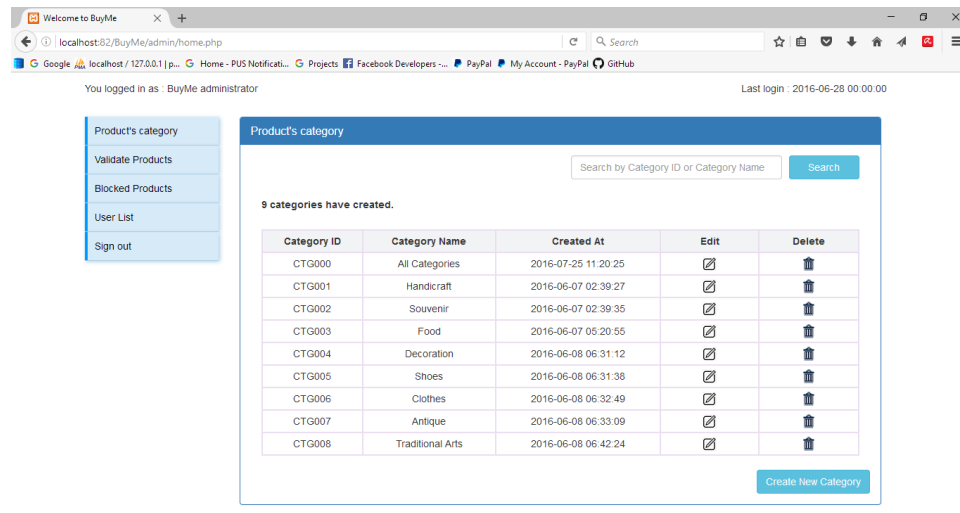 Welcome to BuyMe
localhost:82/BuyMe/admin/home.php
Search
Google
localhost / 127.0.0.1 | p...
Home - PUS Notificati...
Projects
Facebook Developers -...
PayPal
My Account - PayPal
GitHub
You logged in as : BuyMe administrator
Last login : 2016-06-28 00:00:00
Product's category
Validate Products
Blocked Products
User List
Sign out
Product's category
Search by Category ID or Category Name
Search
9 categories have created.
Category ID Category Name Created At Edit Delete
CTG000 All Categories 2016-07-25 11:20:25
CTG001 Handicraft 2016-06-07 02:39:27
CTG002 Souvenir 2016-06-07 02:39:35
CTG003 Food 2016-06-07 05:20:55
CTG004 Decoration 2016-06-08 06:31:12
CTG005 Shoes 2016-06-08 06:31:38
CTG006 Clothes 2016-06-08 06:32:49
CTG007 Antique 2016-06-08 06:33:09
CTG008 Traditional Arts 2016-06-08 06:42:24
Create New Category